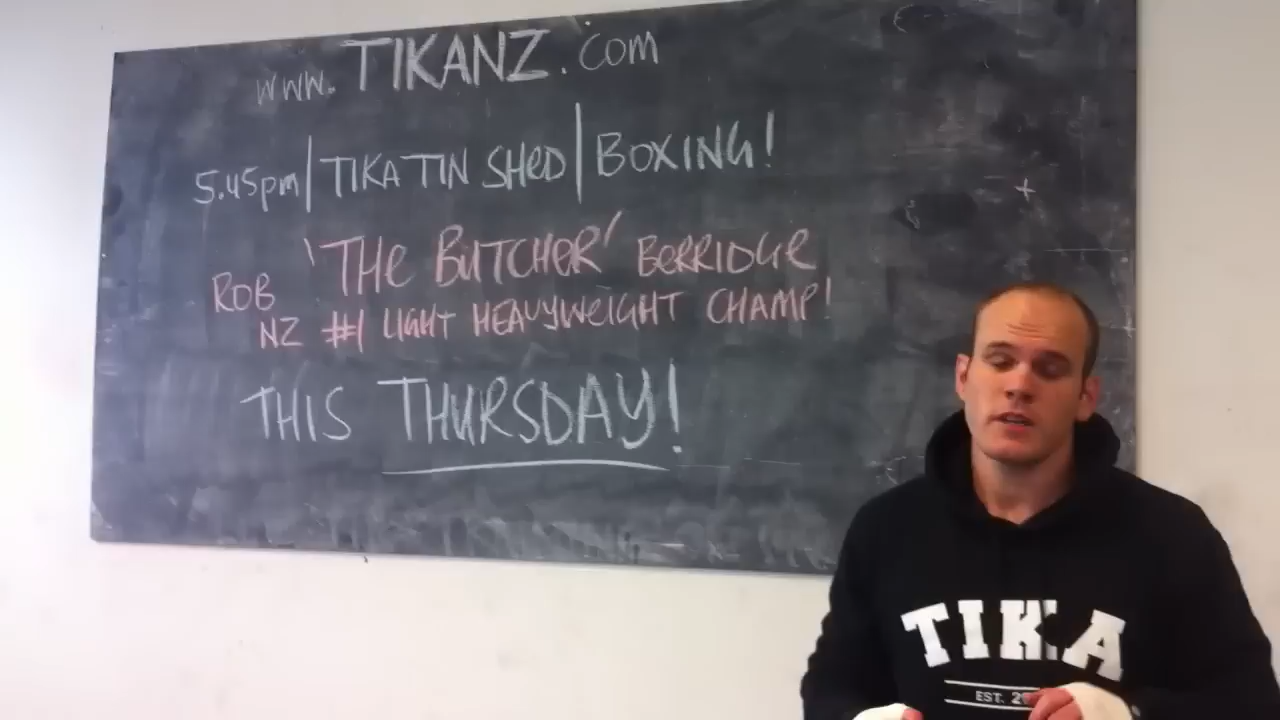 www.TIKANZ.com
5.45pm | TIKA TIN SHED | BOXING!
ROB 'THE BUTCHER' BERRIDGE
NZ #1 LIGHT HEAVYWEIGHT CHAMP!
THIS THURSDAY!
TIKA
EST.